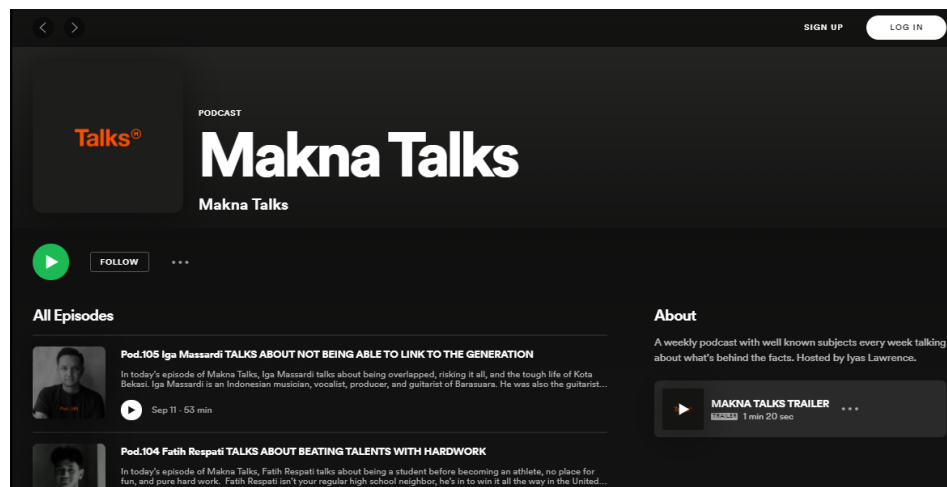 SIGN UP
LOG IN
Talks
PODCAST
Makna Talks
Makna Talks
FOLLOW
All Episodes
Pod.105 Iga Massardi TALKS ABOUT NOT BEING ABLE TO LINK TO THE GENERATION
In today's episode of Makna Talks, Iga Massardi talks about being overlapped, risking it all, and the tough life of Kota
Bekasi. Iga Massardi is an Indonesian musician, vocalist, producer, and guitarist of Barasuara. He was also the guitarist...
Sep 11 · 53 min
Pod.104 Fatih Respati TALKS ABOUT BEATING TALENTS WITH HARDWORK
In today's episode of Makna Talks, Fatih Respati talks about being a student before becoming an athlete, no place for
fun, and pure hard work. Fatih Respati isn't your regular high school neighbor, he's in to win it all the way in the United...
About
A weekly podcast with well known subjects every week talking
about what's behind the facts. Hosted by Iyas Lawrence.
MAKNA TALKS TRAILER
1 min 20 sec